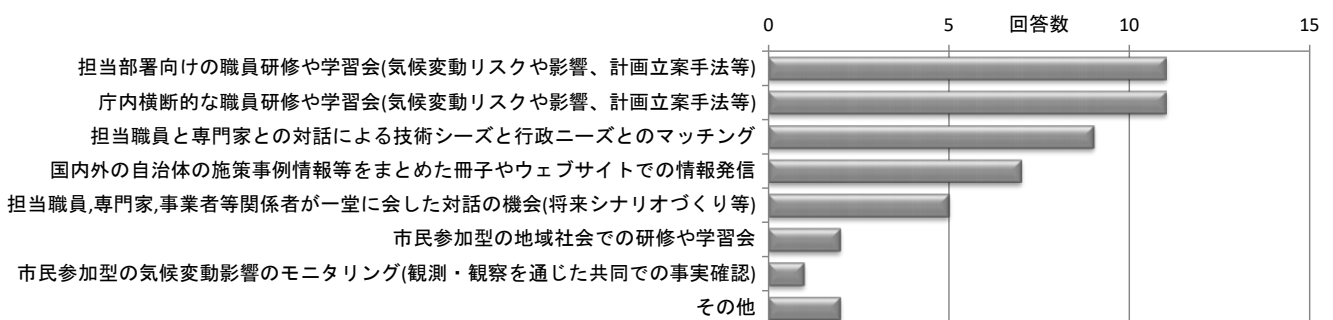 0 5 回答数 10 15
担当部署向けの職員研修や学習会(気候変動リスクや影響、計画立案手法等)
庁内横断的な職員研修や学習会(気候変動リスクや影響、計画立案手法等)
担当職員と専門家との対話による技術シーズと行政ニーズとのマッチング
国内外の自治体の施策事例情報等をまとめた冊子やウェブサイトでの情報発信
担当職員,専門家,事業者等関係者が一堂に会した対話の機会(将来シナリオづくり等)
市民参加型の地域社会での研修や学習会
市民参加型の気候変動影響のモニタリング(観測・観察を通じた共同での事実確認)
その他